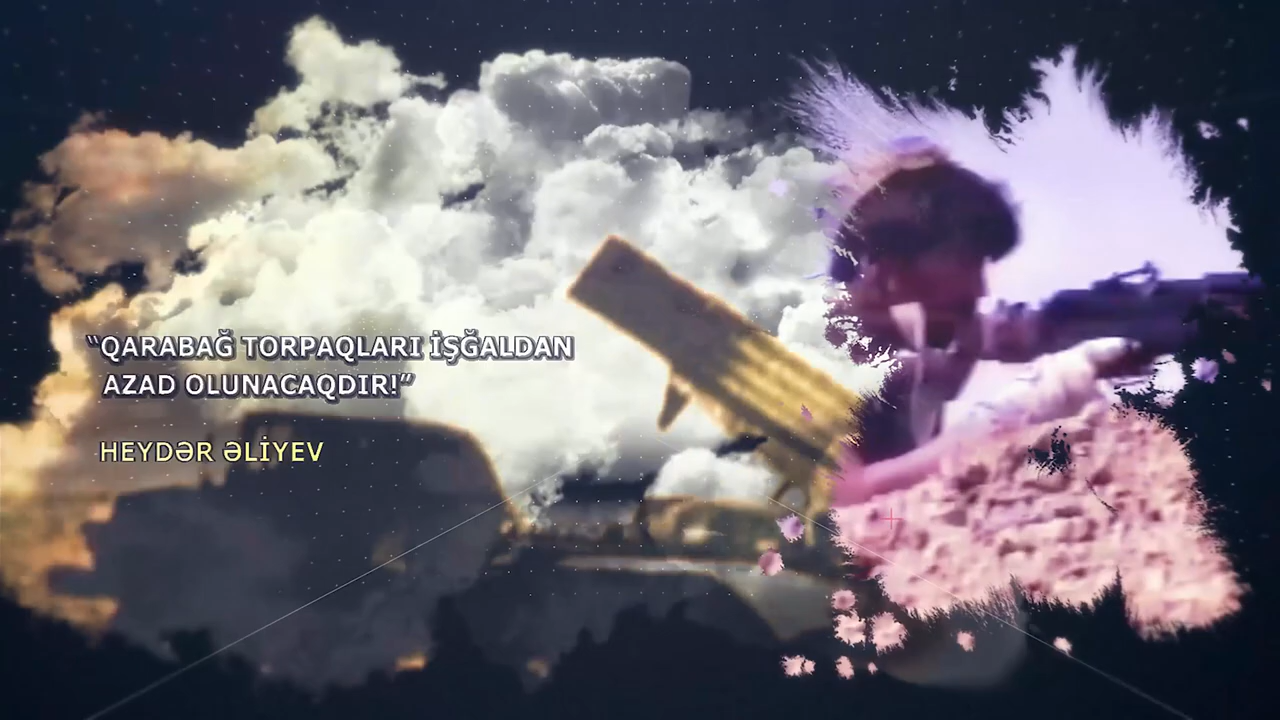 “QARABAĞ TORPAQLARI İŞĞALDAN
AZAD OLUNACAQDIR!”
HEYDƏR ƏLİYEV